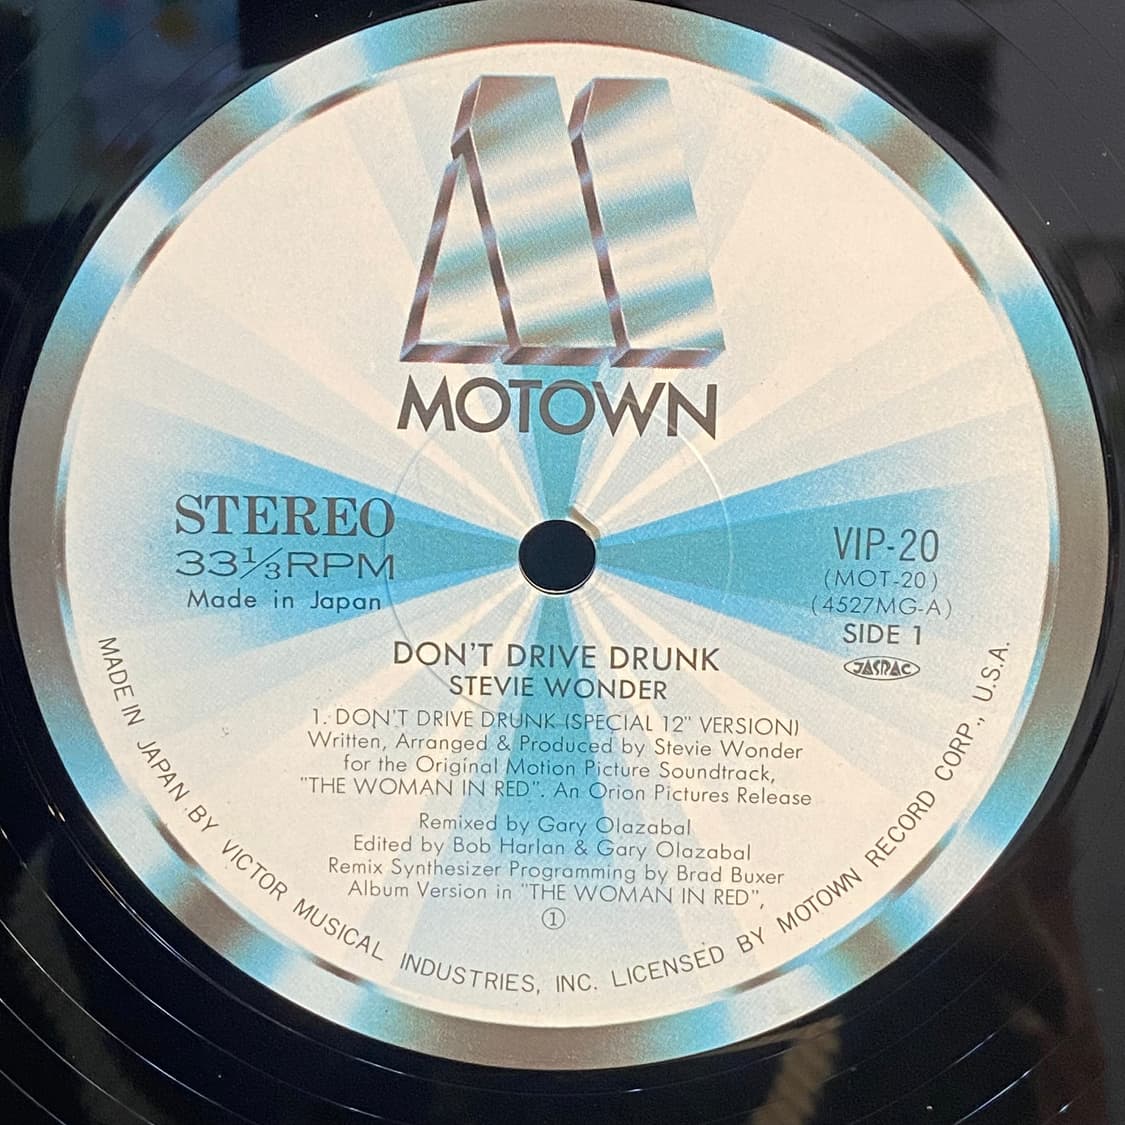 MOTOWN
STEREO
33⅓RPM
Made in Japan
VIP-20
(MOT-20)
(4527MG-A)
SIDE 1
JASRAC
DON'T DRIVE DRUNK
STEVIE WONDER
1. DON'T DRIVE DRUNK (SPECIAL 12" VERSION)
Written, Arranged & Produced by Stevie Wonder
for the Original Motion Picture Soundtrack,
"THE WOMAN IN RED". An Orion Pictures Release
Remixed by Gary Olazabal
Edited by Bob Harlan & Gary Olazabal
Remix Synthesizer Programming by Brad Buxer
Album Version in "THE WOMAN IN RED",
①
MADE IN JAPAN BY VICTOR MUSICAL INDUSTRIES, INC. LICENSED BY MOTOWN RECORD CORP., U.S.A.